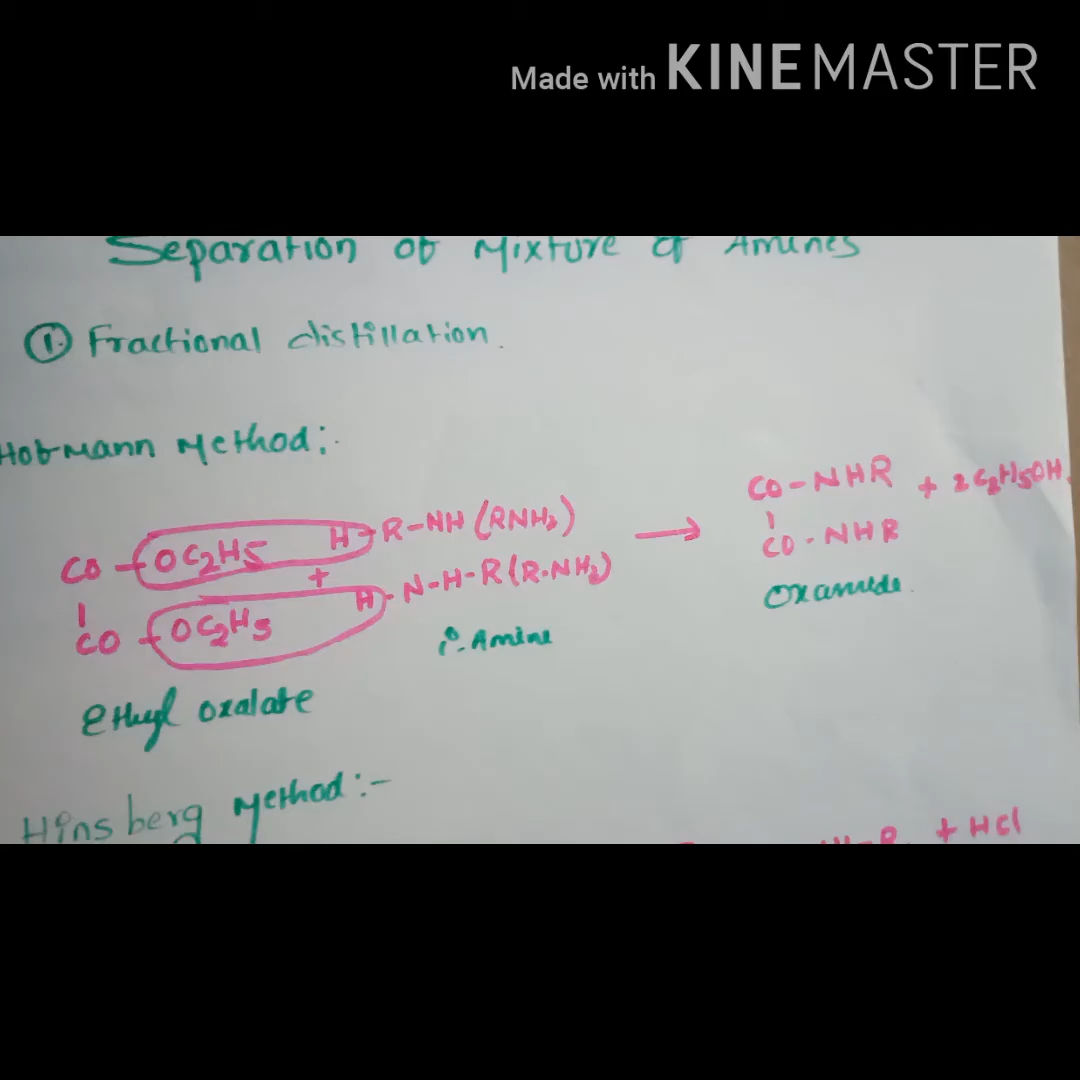 Made with KINEMASTER
Separation of Mixture of Amines
① Fractional distillation.
Hofmann Method:-
CO-OC2H5 H-R-NH (RNH2) → CO-NHR + 2C2H5OH.
+
CO-OC2H5 H-N-H-R(R.NH2) CO-NHR
1°.Amine
Oxamide.
Ethyl oxalate
Hinsberg Method:-
-R + HCl